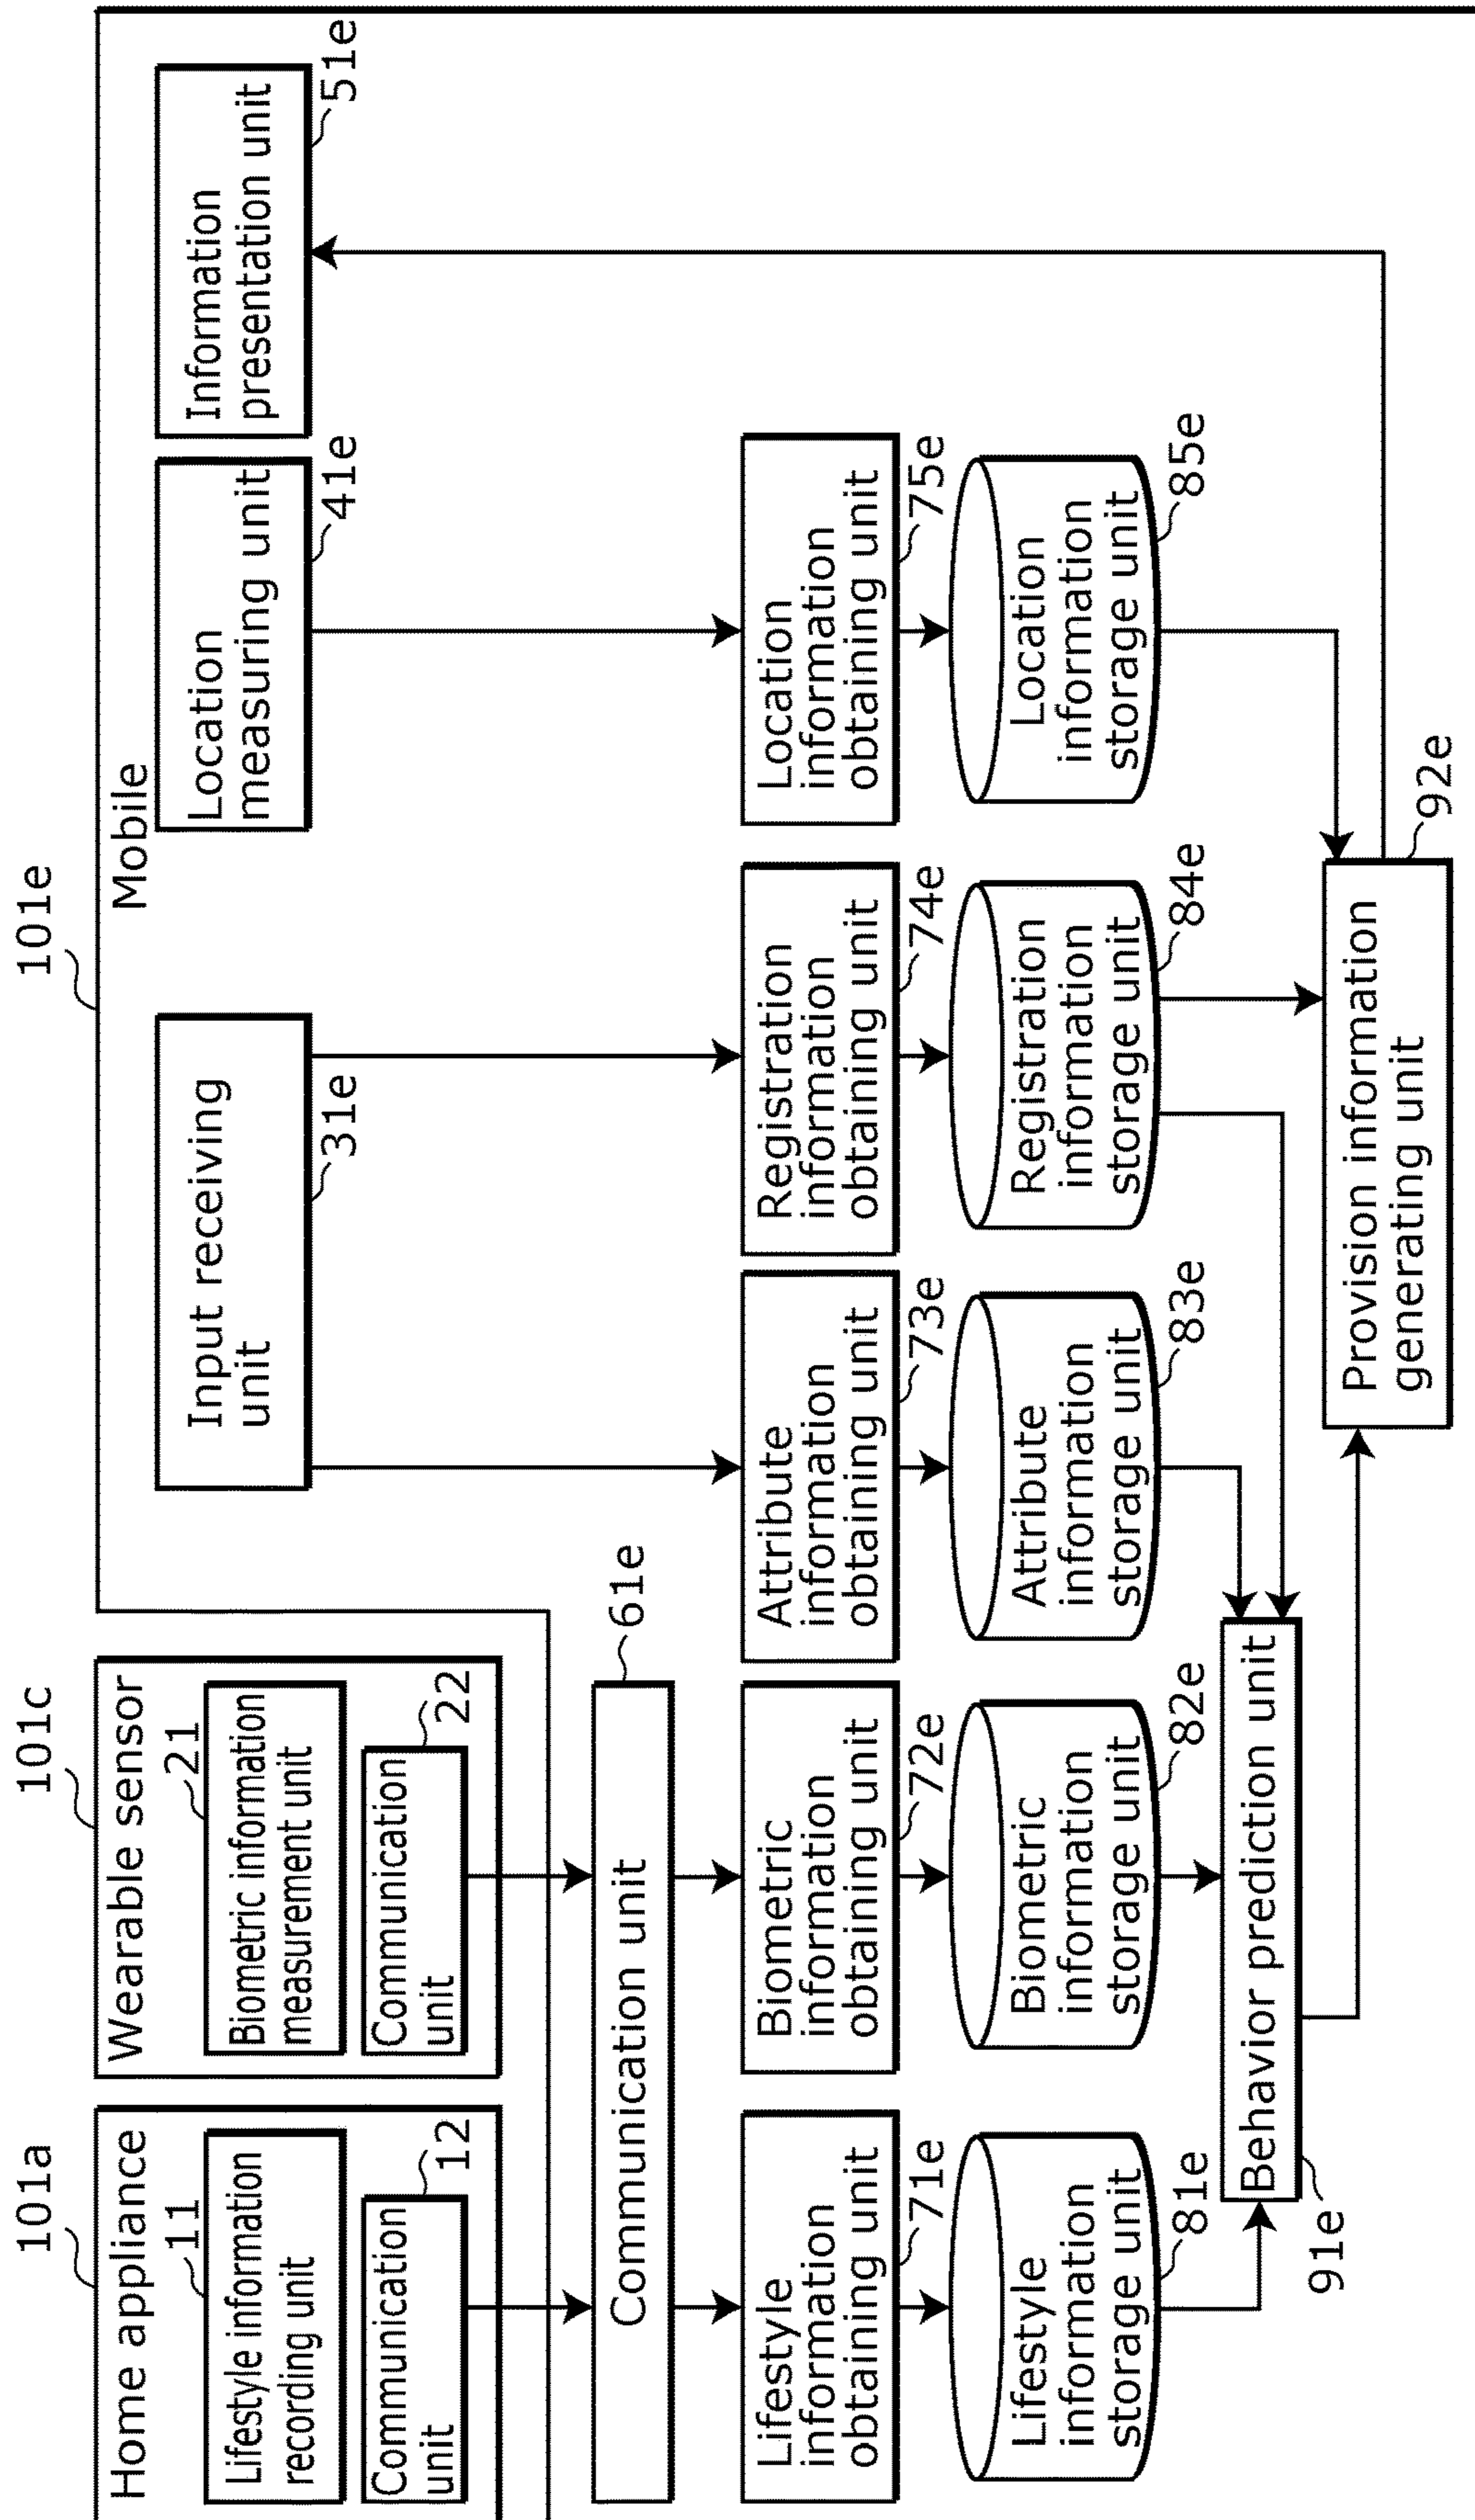 101a
101c
101e
Home appliance
11
Lifestyle information
recording unit
12
Communication
unit
Wearable sensor
21
Biometric information
measurement unit
22
Communication
unit
Mobile
Input receiving
unit
31e
Location
measuring unit
41e
Information
presentation unit
51e
Communication unit
61e
Lifestyle
information
obtaining unit
71e
Biometric
information
obtaining unit
72e
Attribute
information
obtaining unit
73e
Registration
information
obtaining unit
74e
Location
information
obtaining unit
75e
Lifestyle
information
storage unit
81e
Biometric
information
storage unit
82e
Attribute
information
storage unit
83e
Registration
information
storage unit
84e
Location
information
storage unit
85e
Behavior prediction unit
91e
Provision information
generating unit
92e